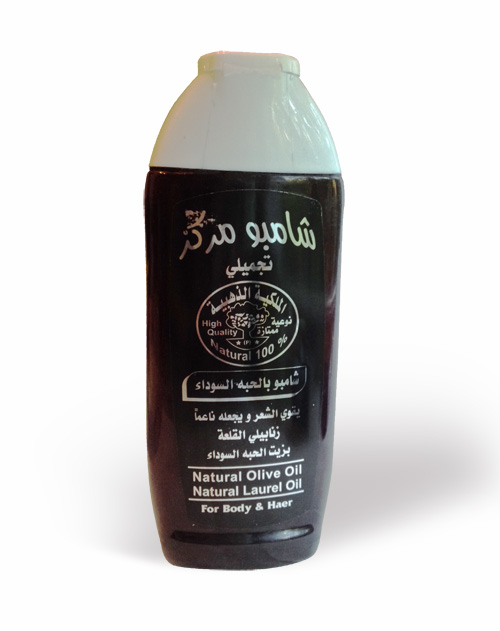 شامبو مركز
تجميلي
الملكية الذهبية
High Quality
نوعية ممتازة
Natural 100 %
شامبو بالحبه السوداء
يقوي الشعر و يجعله ناعماً
زنابيلي القلعة
بزيت الحبه السوداء
Natural Olive Oil
Natural Laurel Oil
For Body & Haer